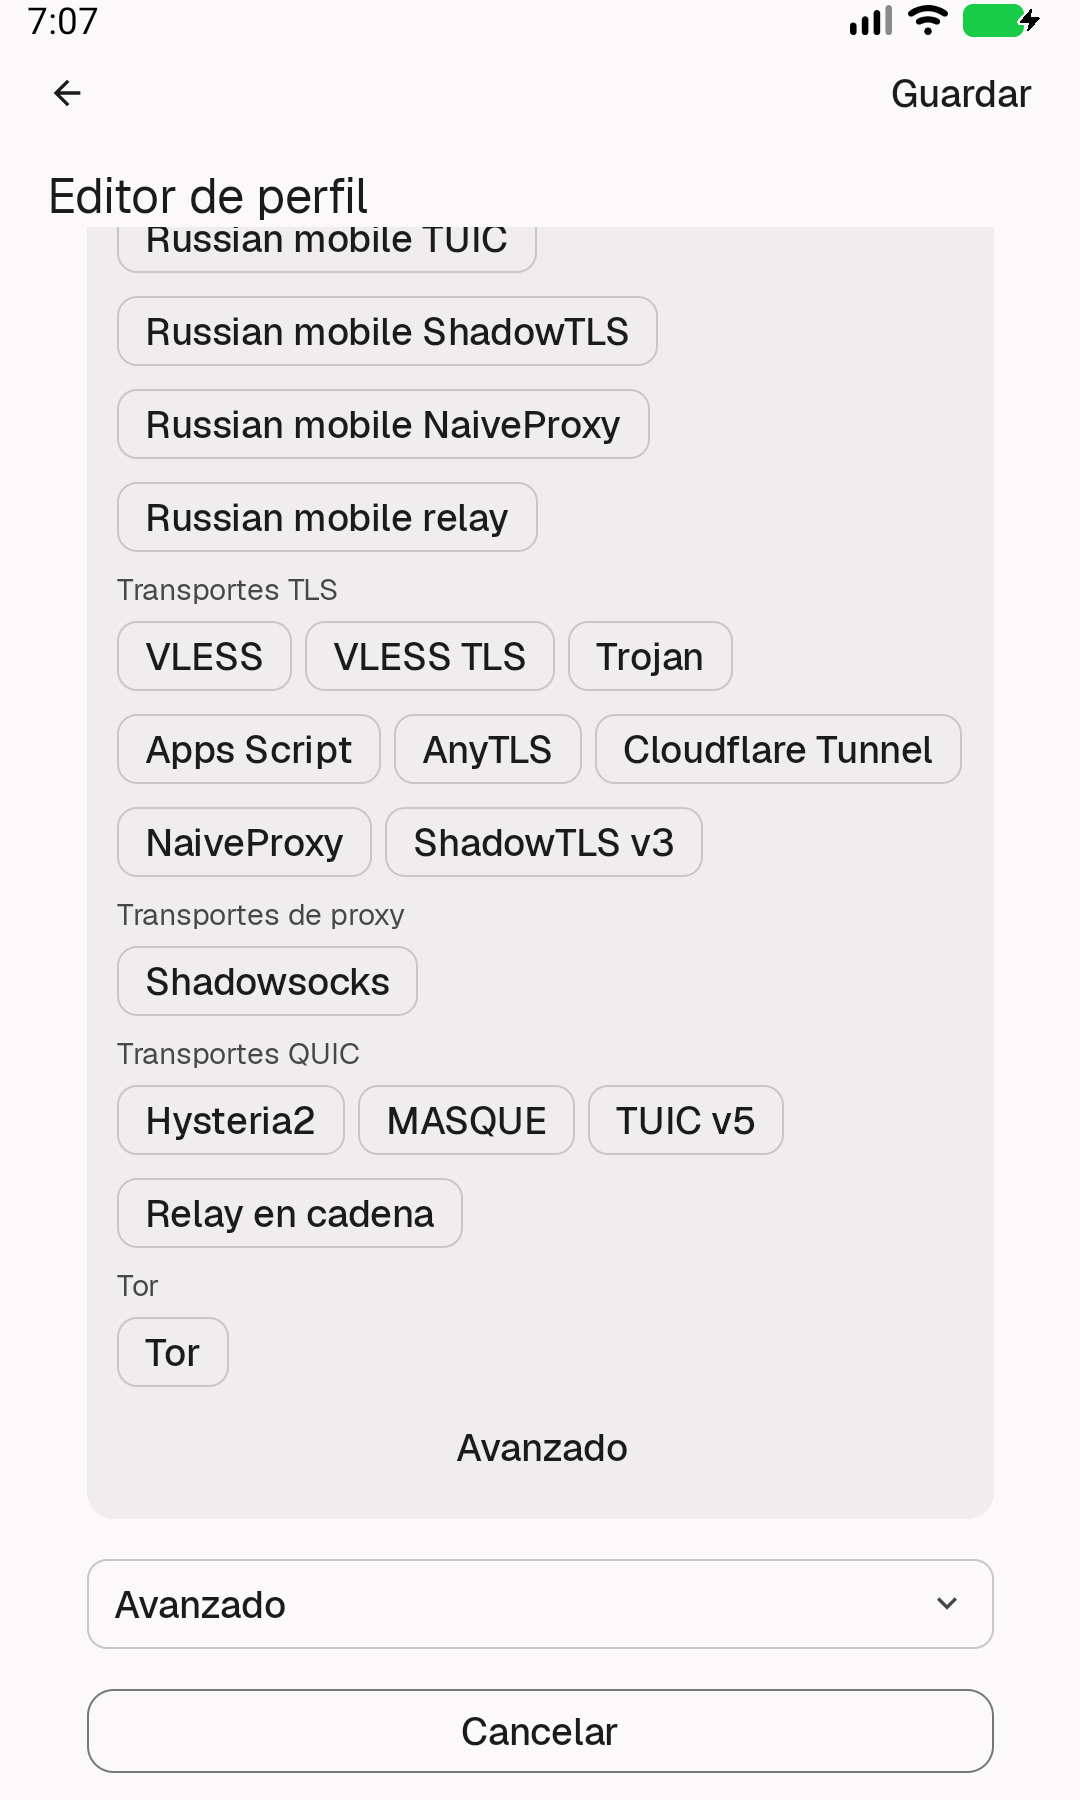 7:07
Guardar
Editor de perfil
Russian mobile TUIC
Russian mobile ShadowTLS
Russian mobile NaiveProxy
Russian mobile relay
Transportes TLS
VLESS VLESS TLS Trojan
Apps Script AnyTLS Cloudflare Tunnel
NaiveProxy ShadowTLS v3
Transportes de proxy
Shadowsocks
Transportes QUIC
Hysteria2 MASQUE TUIC v5
Relay en cadena
Tor
Tor
Avanzado
Avanzado
Cancelar